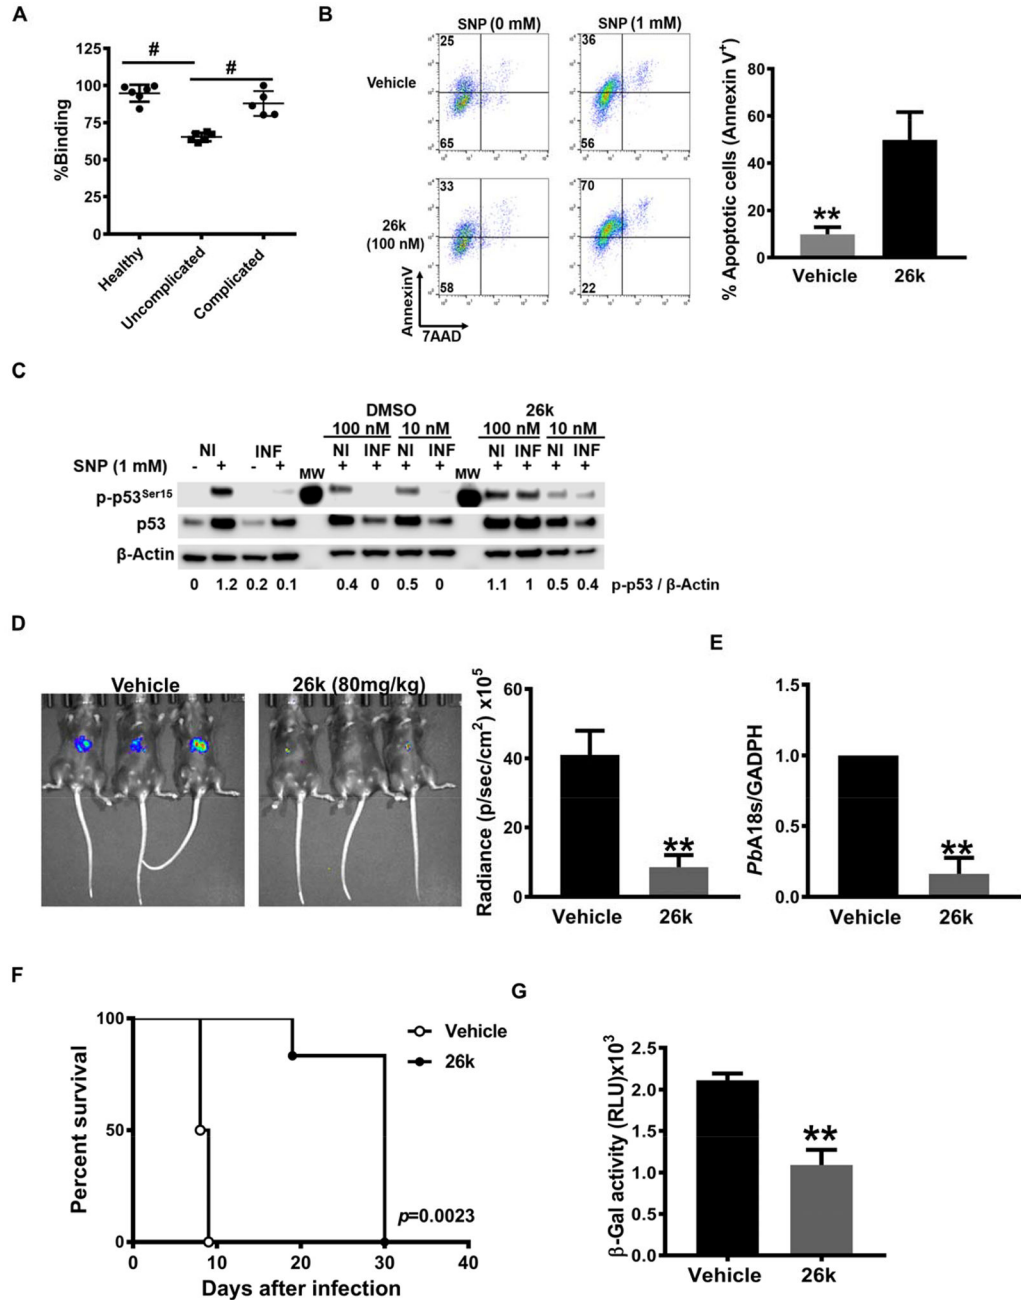 A
%Binding
125
100
75
50
25
0
#
#
Healthy
Uncomplicated
Complicated
B
SNP (0 mM)
SNP (1 mM)
Vehicle
25
65
36
56
26k
(100 nM)
33
58
70
22
AnnexinV
7AAD
% Apoptotic cells (Annexin V+)
80
60
40
20
0
**
Vehicle
26k
C
DMSO
26k
100 nM
10 nM
100 nM
10 nM
NI
INF
NI
INF
NI
INF
NI
INF
NI
INF
SNP (1 mM)
-
+
-
+
MW
+
+
+
+
MW
+
+
+
+
p-p53Ser15
p53
β-Actin
0
1.2
0.2
0.1
0.4
0
0.5
0
1.1
1
0.5
0.4
p-p53 / β-Actin
D
Vehicle
26k (80mg/kg)
Radiance (p/sec/cm2) x10^5
60
40
20
0
**
Vehicle
26k
E
PbA18s/GADPH
1.5
1.0
0.5
0.0
**
Vehicle
26k
F
Percent survival
100
50
0
0
10
20
30
40
Days after infection
Vehicle
26k
p=0.0023
G
β-Gal activity (RLU)x10^3
2.5
2.0
1.5
1.0
0.5
0.0
**
Vehicle
26k